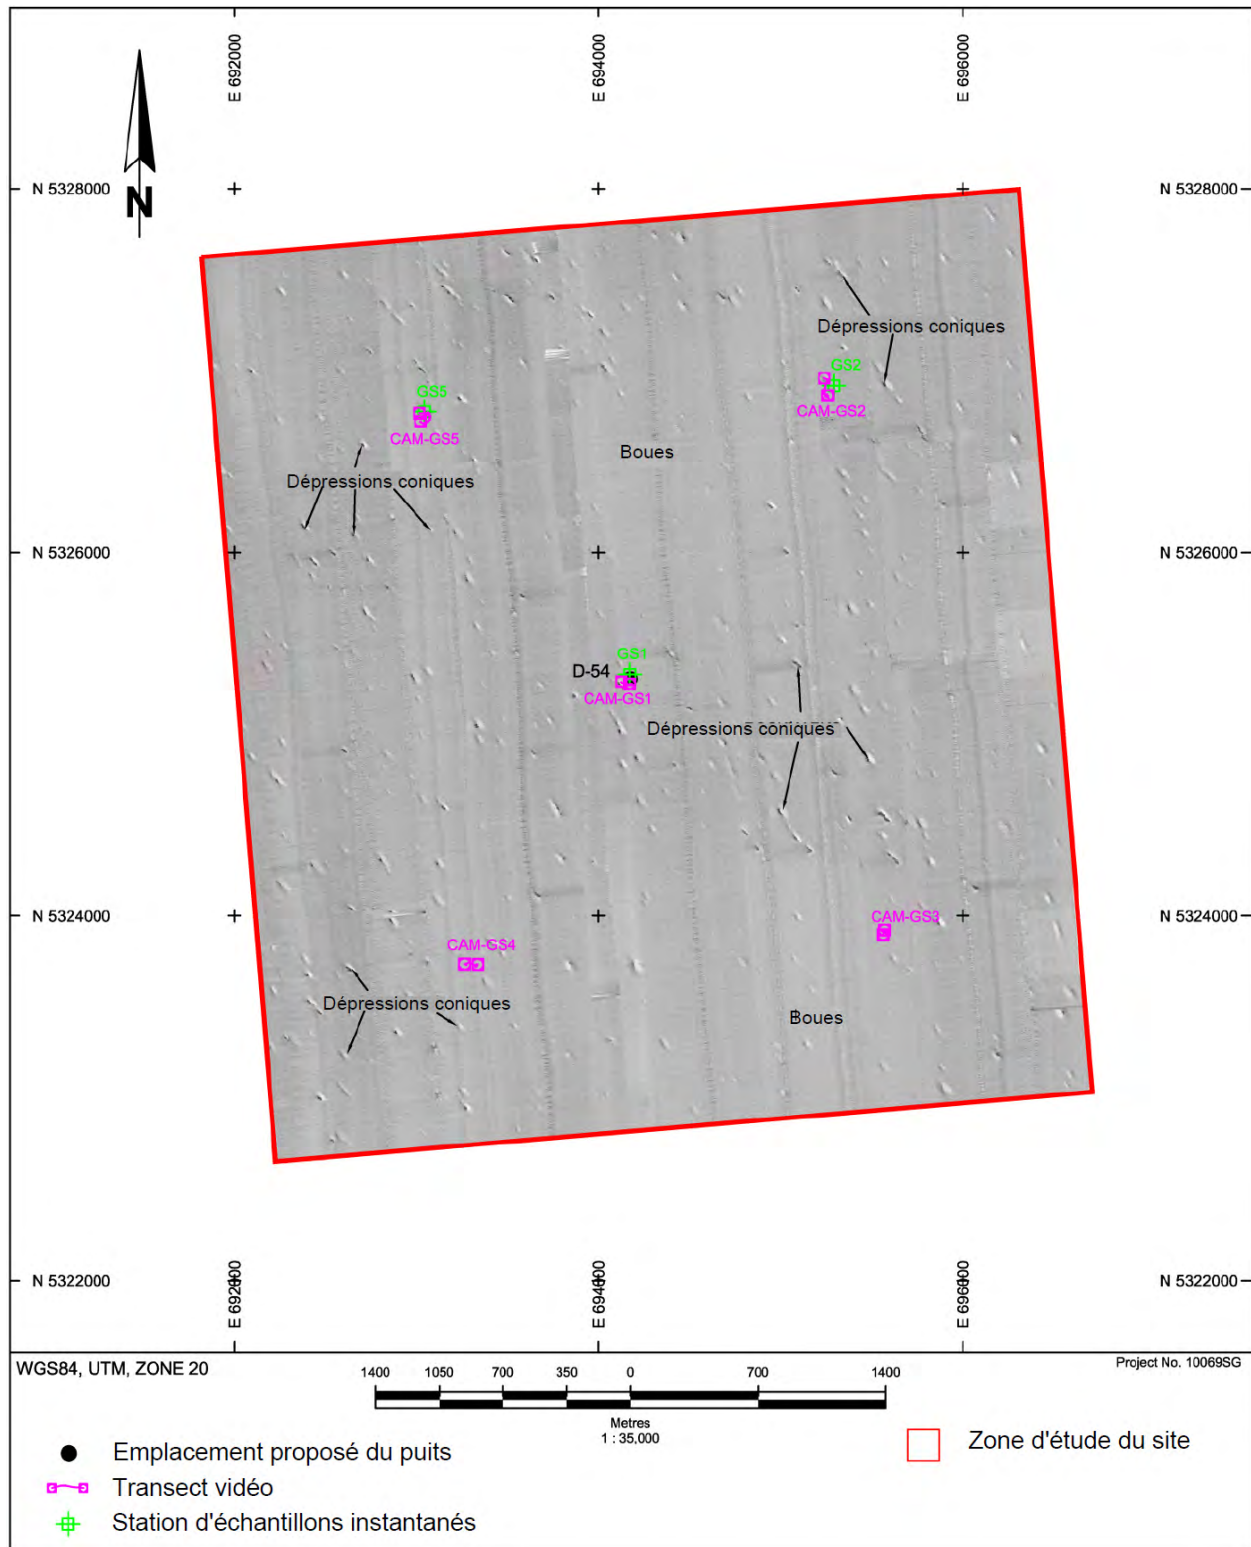 E 692000
E 694000
E 696000
N
N 5328000
N 5328000
Dépressions coniques
GS2
CAM-GS2
GS5
CAM-GS5
Boues
Dépressions coniques
N 5326000
N 5326000
GS1
D-54
CAM-GS1
Dépressions coniques
N 5324000
N 5324000
CAM-GS3
CAM-GS4
Dépressions coniques
Boues
N 5322000
N 5322000
E 692000
E 694000
E 696000
WGS84, UTM, ZONE 20
Project No. 10069SG
1400 1050 700 350 0 700 1400
Metres
1 : 35,000
Emplacement proposé du puits
Zone d'étude du site
Transect vidéo
Station d'échantillons instantanés